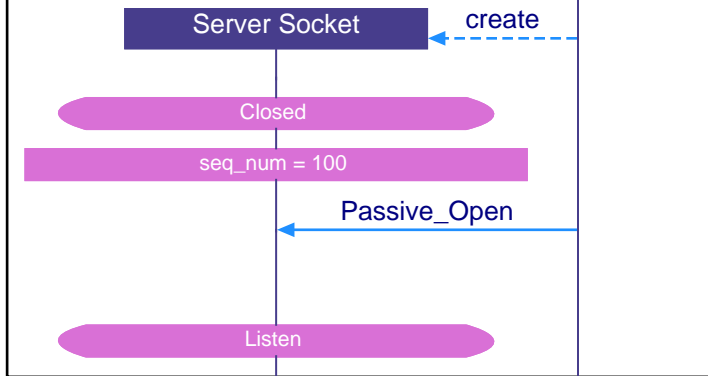 Server Socket
create
Closed
seq_num = 100
Passive_Open
Listen